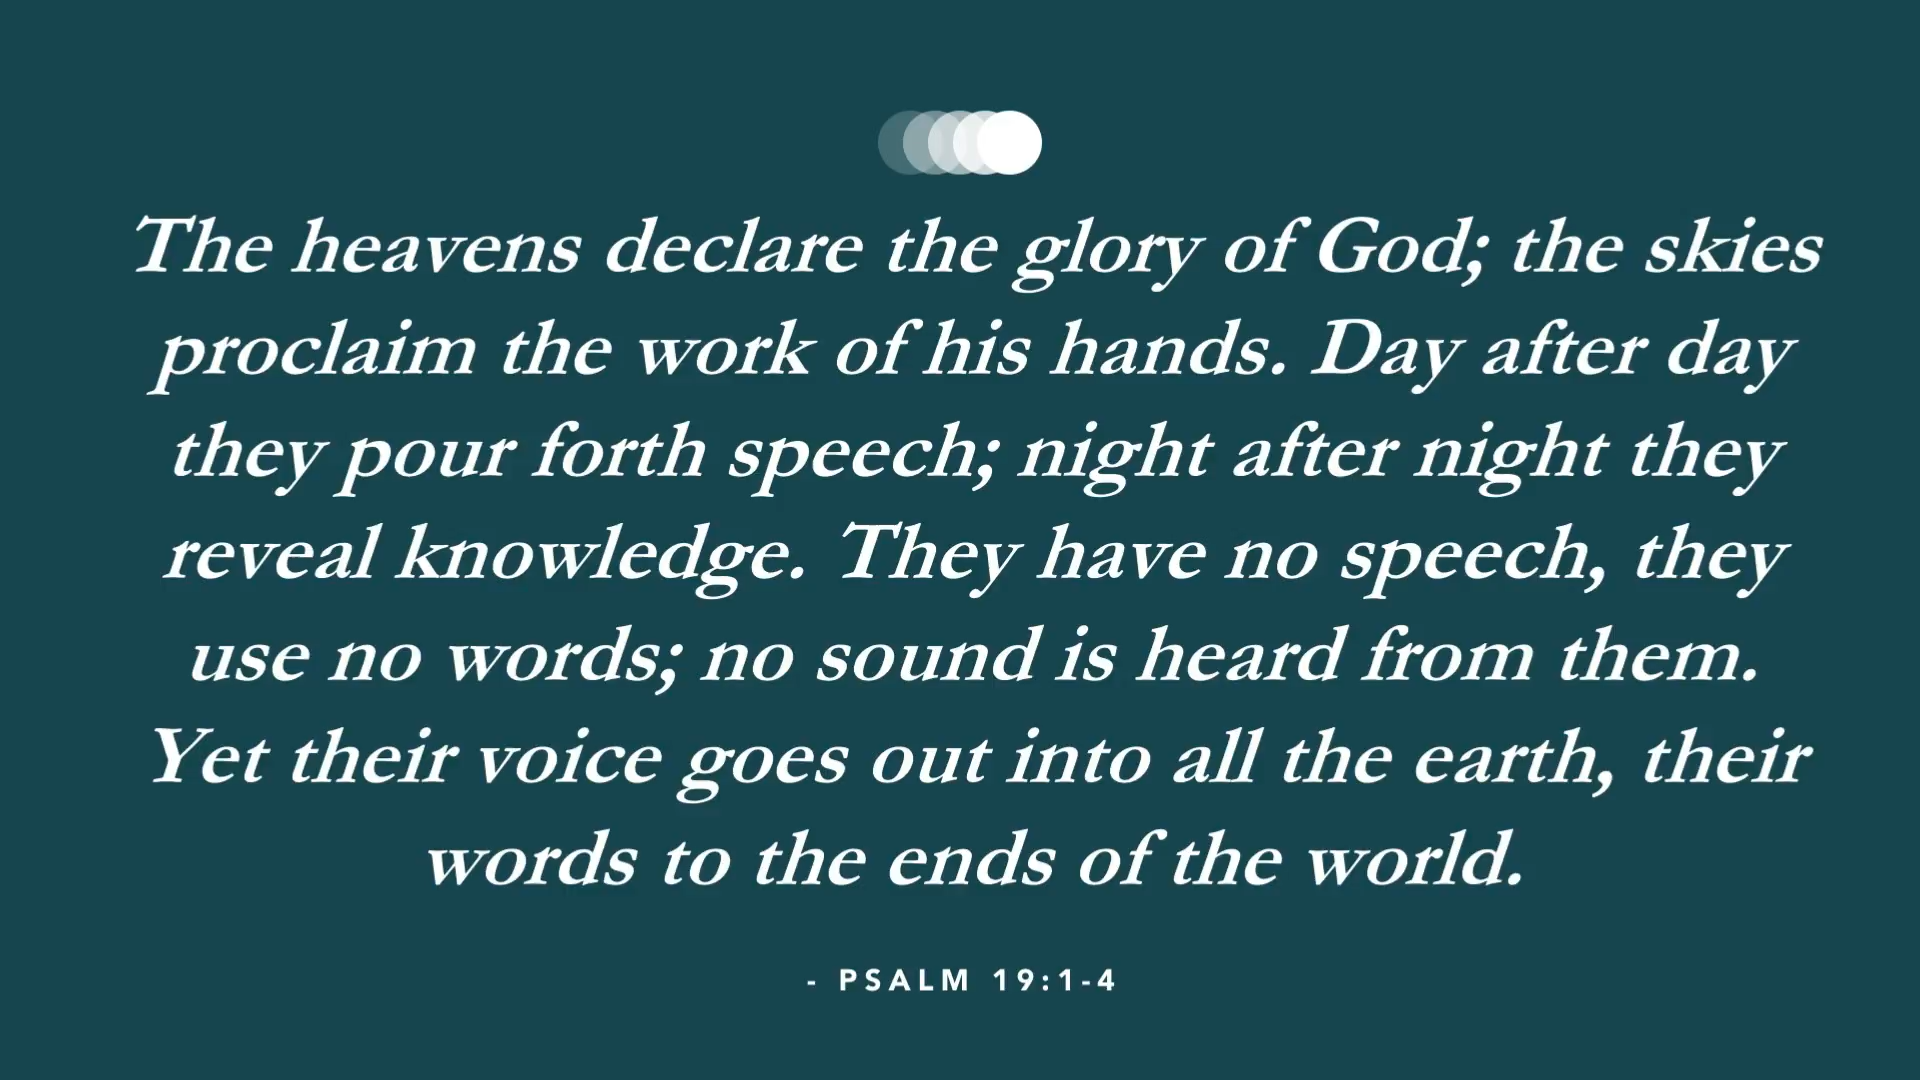 The heavens declare the glory of God; the skies
proclaim the work of his hands. Day after day
they pour forth speech; night after night they
reveal knowledge. They have no speech, they
use no words; no sound is heard from them.
Yet their voice goes out into all the earth, their
words to the ends of the world.
- PSALM 19:1-4